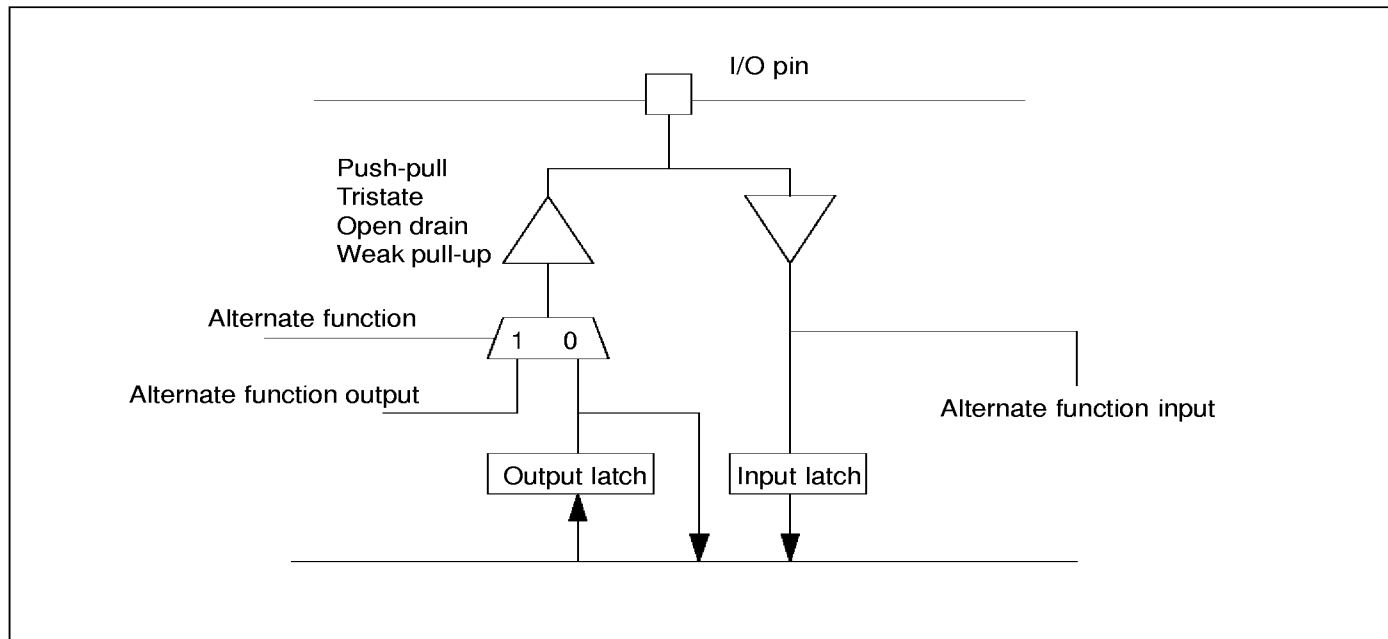 I/O pin
Push-pull
Tristate
Open drain
Weak pull-up
Alternate function
1 0
Alternate function output
Alternate function input
Output latch
Input latch